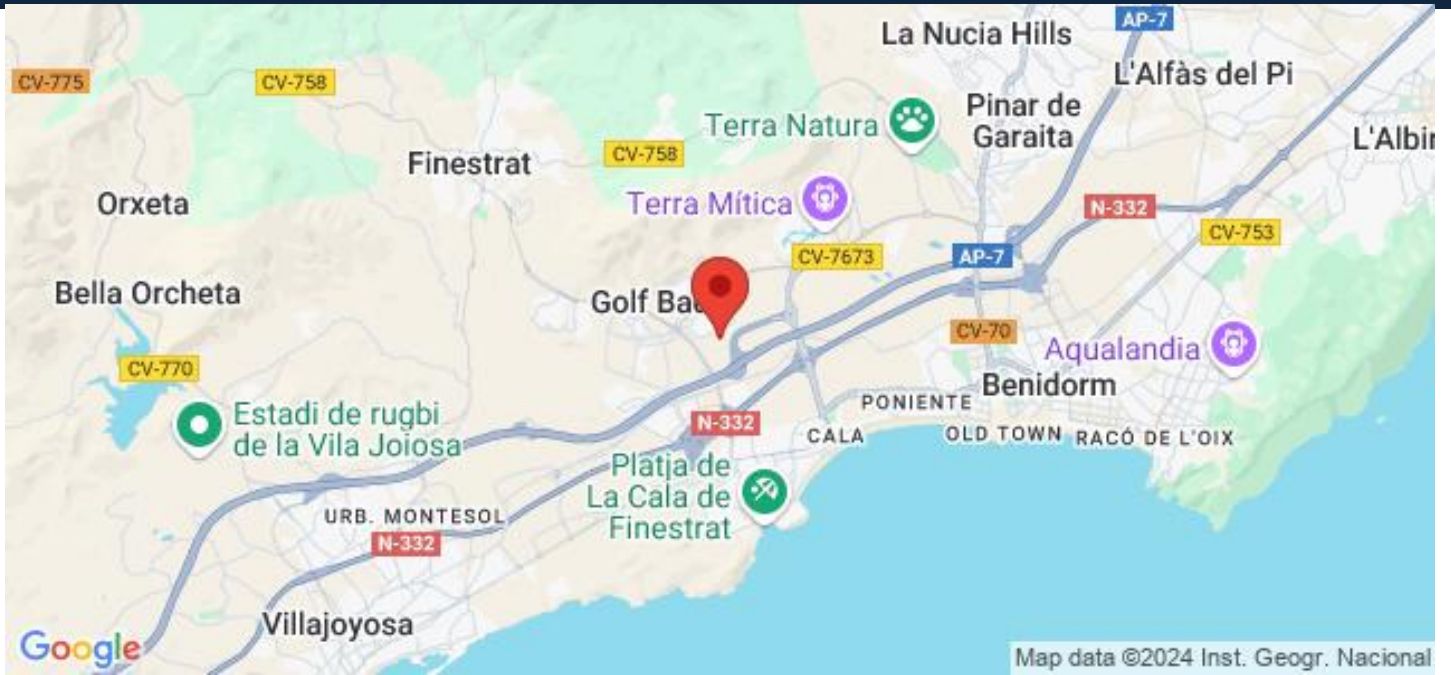 AP-7
La Nucia Hills
CV-775
CV-758
L'Alfàs del Pi
Terra Natura
Pinar de
Garaita
L'Albir
Finestrat
CV-758
Orxeta
Terra Mítica
N-332
CV-753
CV-7673
AP-7
Bella Orcheta
Golf
CV-70
CV-770
Aqualandia
Benidorm
PONIENTE
Estadi de rugbi
de la Vila Joiosa
N-332
CALA
OLD TOWN
RACÓ DE L'OIX
Platja de
La Cala de
Finestrat
URB. MONTESOL
N-332
Villajoyosa
Google
Map data ©2024 Inst. Geogr. Nacional